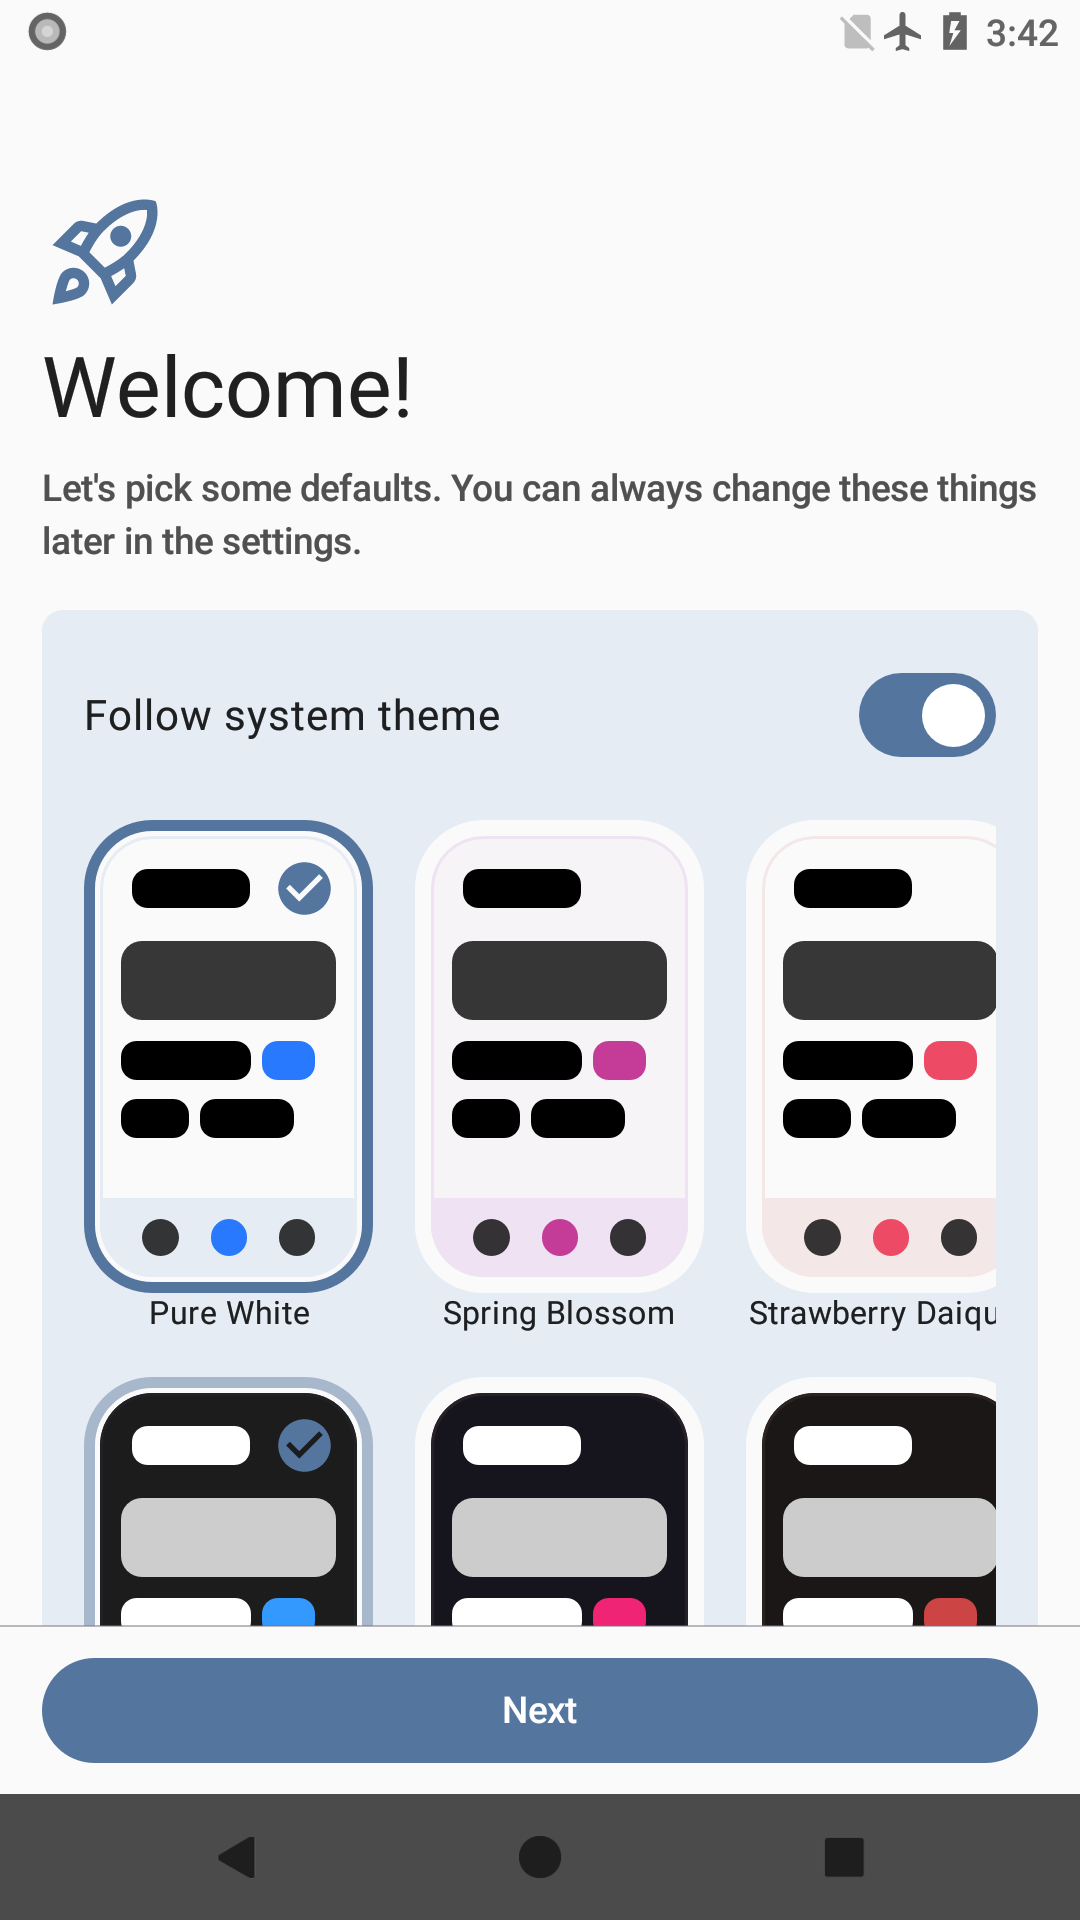 3:42
Welcome!
Let's pick some defaults. You can always change these things
later in the settings.
Follow system theme
Pure White
Spring Blossom
Strawberry Daiqu
Next